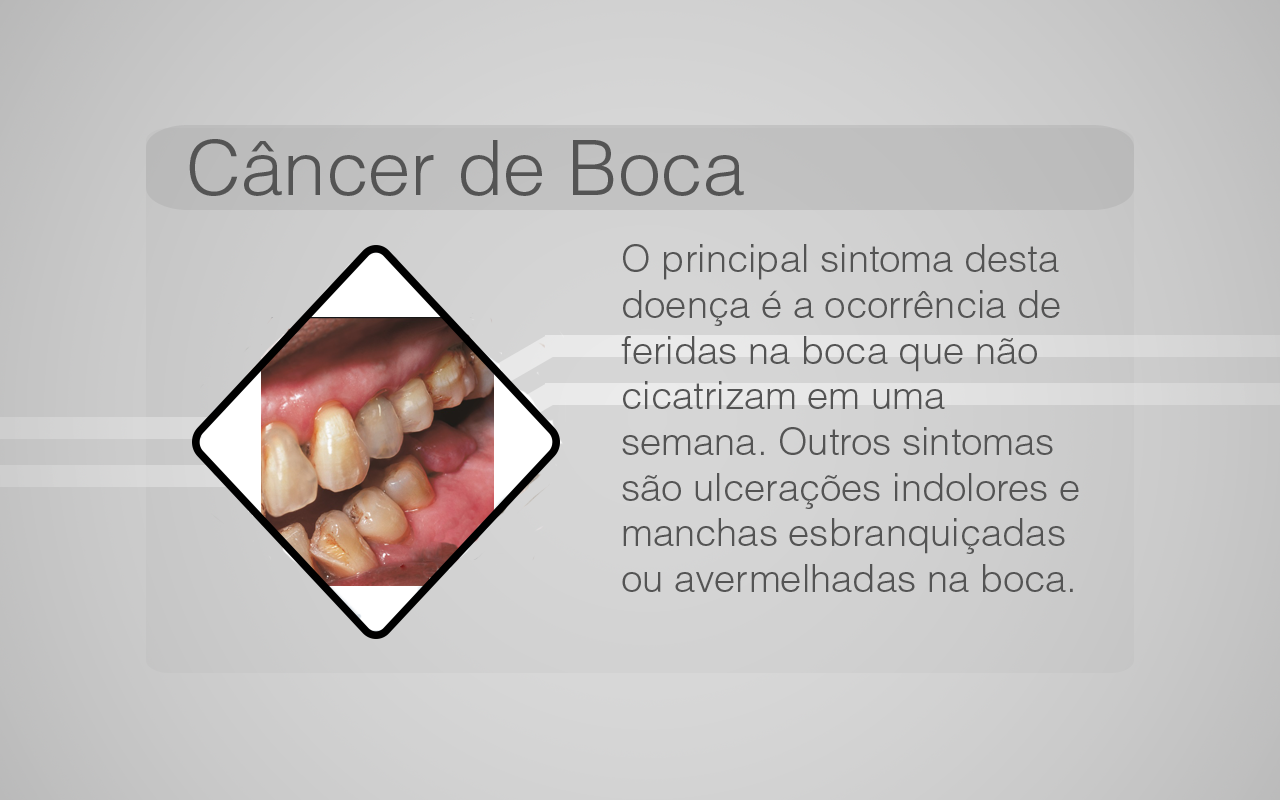 Câncer de Boca
O principal sintoma desta
doença é a ocorrência de
feridas na boca que não
cicatrizam em uma
semana. Outros sintomas
são ulcerações indolores e
manchas esbranquiçadas
ou avermelhadas na boca.